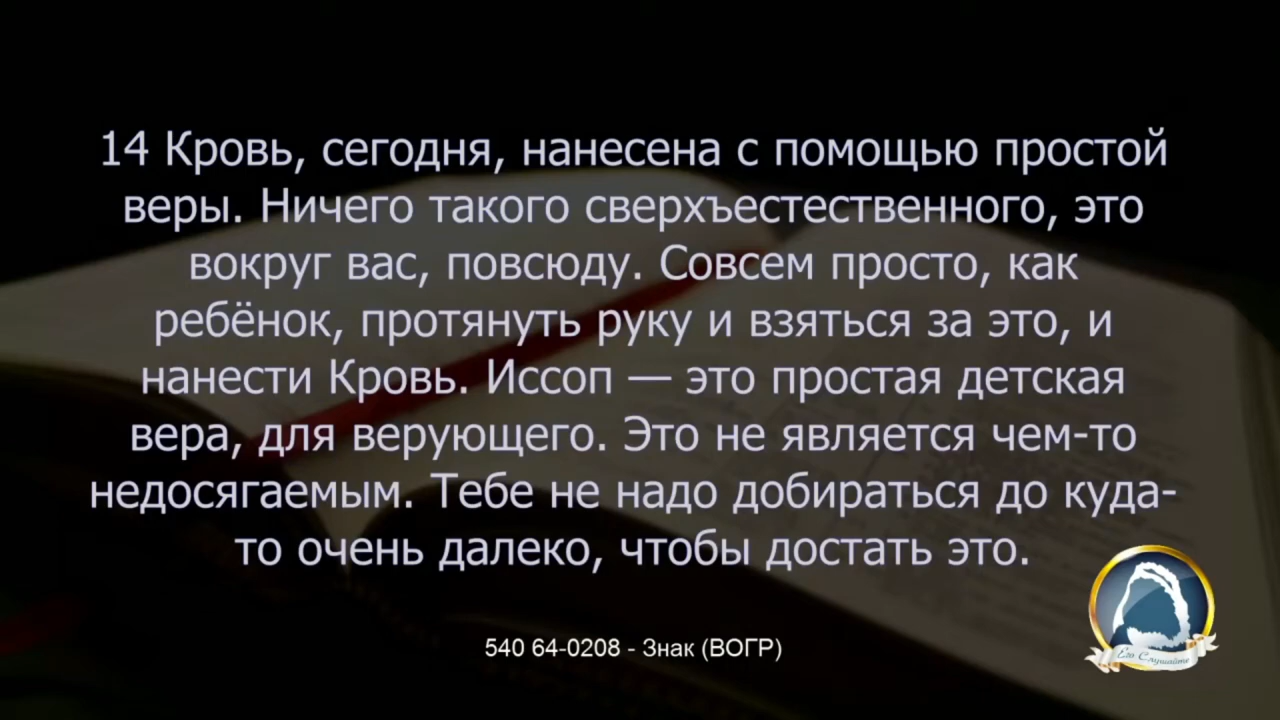 14 Кровь, сегодня, нанесена с помощью простой
веры. Ничего такого сверхъестественного, это
вокруг вас, повсюду. Совсем просто, как
ребёнок, протянуть руку и взяться за это, и
нанести Кровь. Иссоп — это простая детская
вера, для верующего. Это не является чем-то
недосягаемым. Тебе не надо добираться до куда-
то очень далеко, чтобы достать это.
540 64-0208 - Знак (ВОГР)
Его Слушайте